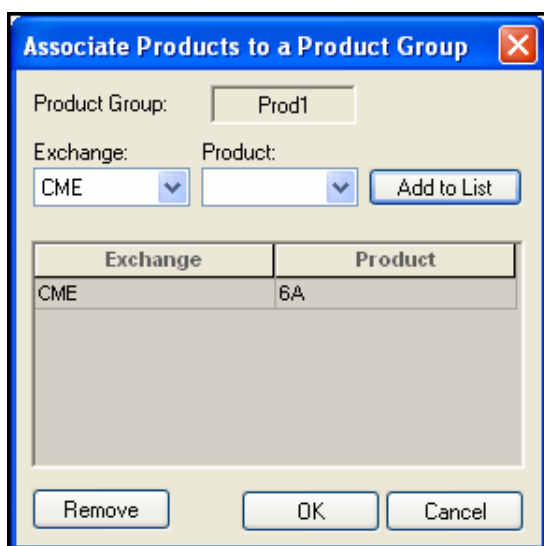 Associate Products to a Product Group
Product Group: Prod1
Exchange: Product:
CME Add to List
Exchange Product
CME 6A
Remove OK Cancel